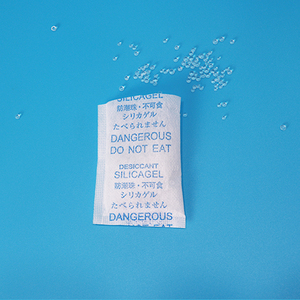 SILICAGEL
防潮珠・不可食
シリカゲル
たべられません
DANGEROUS
DO NOT EAT
DESICCANT
SILICAGEL
防潮珠・不可食
シリカゲル
たべられません
DANGEROUS
DO NOT EAT